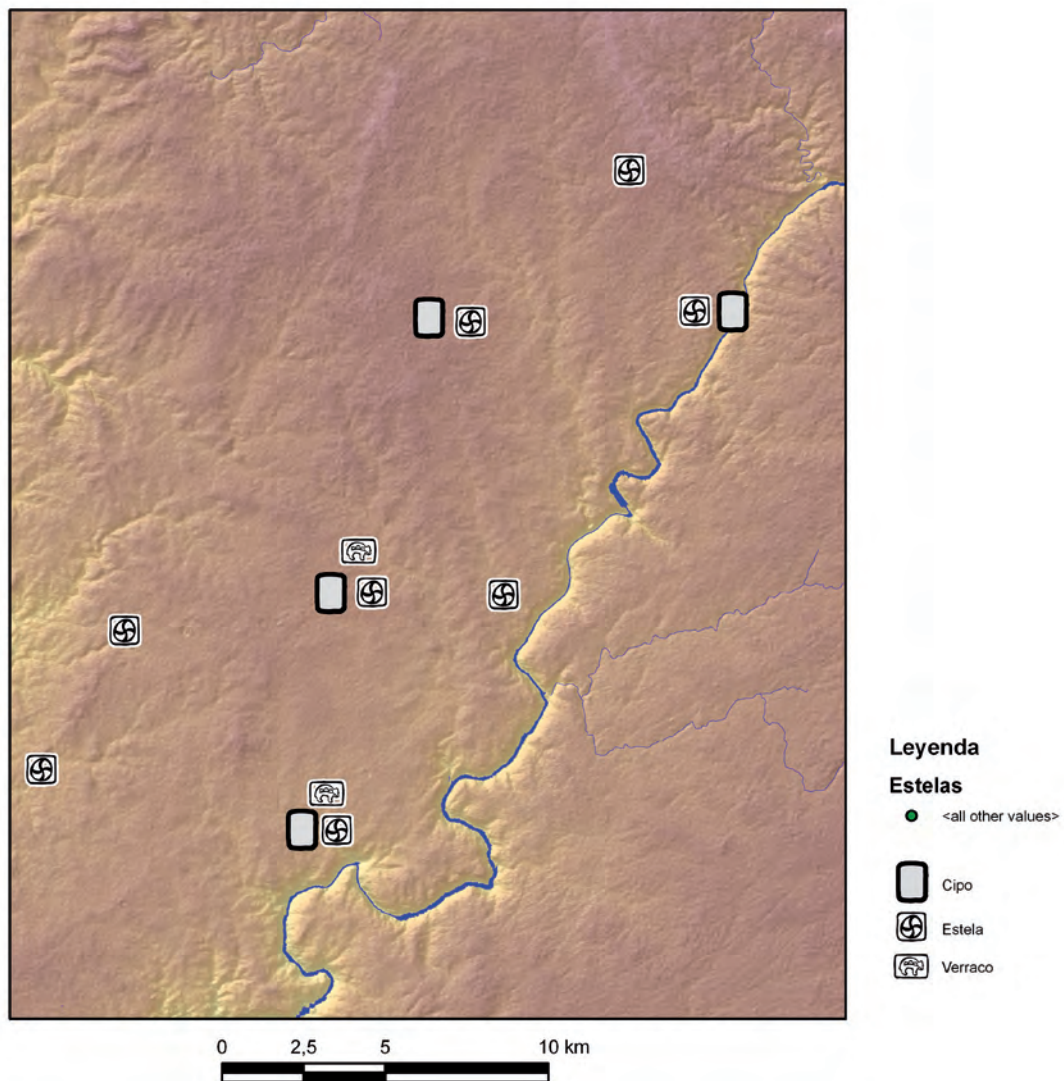 Leyenda
Estelas
<all other values>
Cipo
Estela
Verraco
0 2,5 5 10 km